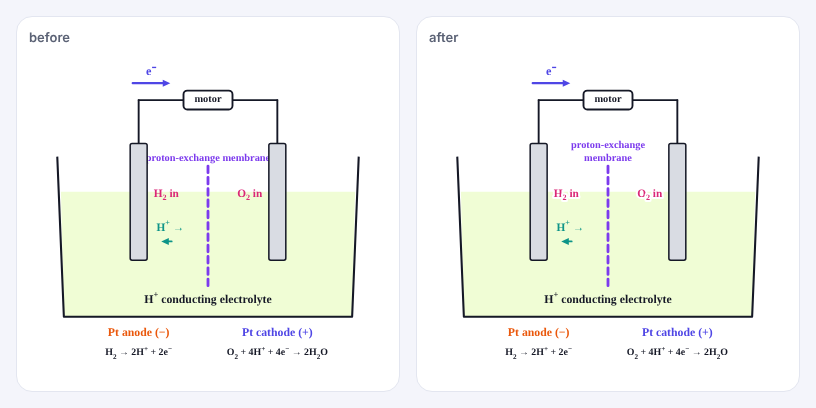 before
e⁻
motor
proton-exchange membrane
H₂ in
O₂ in
H⁺ →
H⁺ conducting electrolyte
Pt anode (−)
Pt cathode (+)
H₂ → 2H⁺ + 2e⁻
O₂ + 4H⁺ + 4e⁻ → 2H₂O
after
e⁻
motor
proton-exchange
membrane
H₂ in
O₂ in
H⁺ →
H⁺ conducting electrolyte
Pt anode (−)
Pt cathode (+)
H₂ → 2H⁺ + 2e⁻
O₂ + 4H⁺ + 4e⁻ → 2H₂O